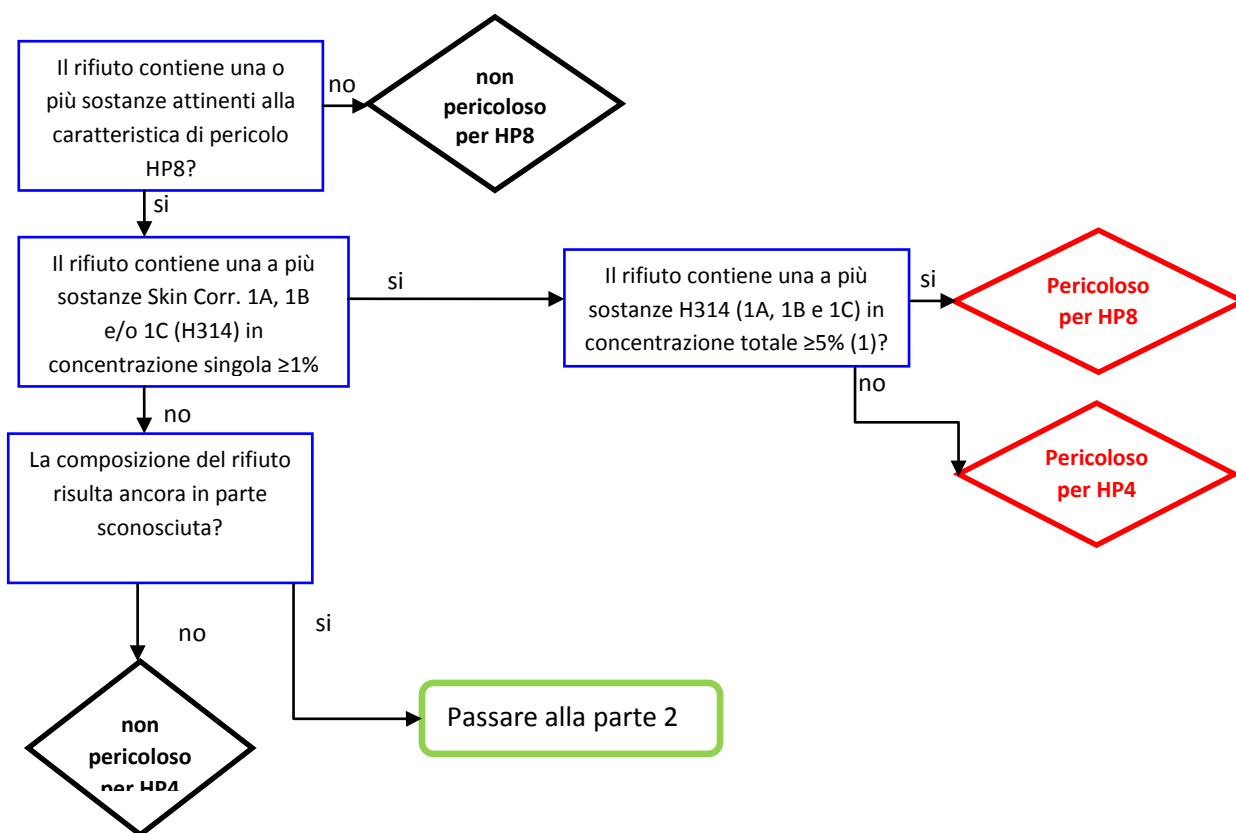 Il rifiuto contiene una o
più sostanze attinenti alla
caratteristica di pericolo
HP8?
no
non
pericoloso
per HP8
si
Il rifiuto contiene una a più
sostanze Skin Corr. 1A, 1B
e/o 1C (H314) in
concentrazione singola ≥1%
si
Il rifiuto contiene una a più
sostanze H314 (1A, 1B e 1C) in
concentrazione totale ≥5% (1)?
si
Pericoloso
per HP8
no
Pericoloso
per HP4
no
La composizione del rifiuto
risulta ancora in parte
sconosciuta?
no
si
non
pericoloso
per HP4
Passare alla parte 2